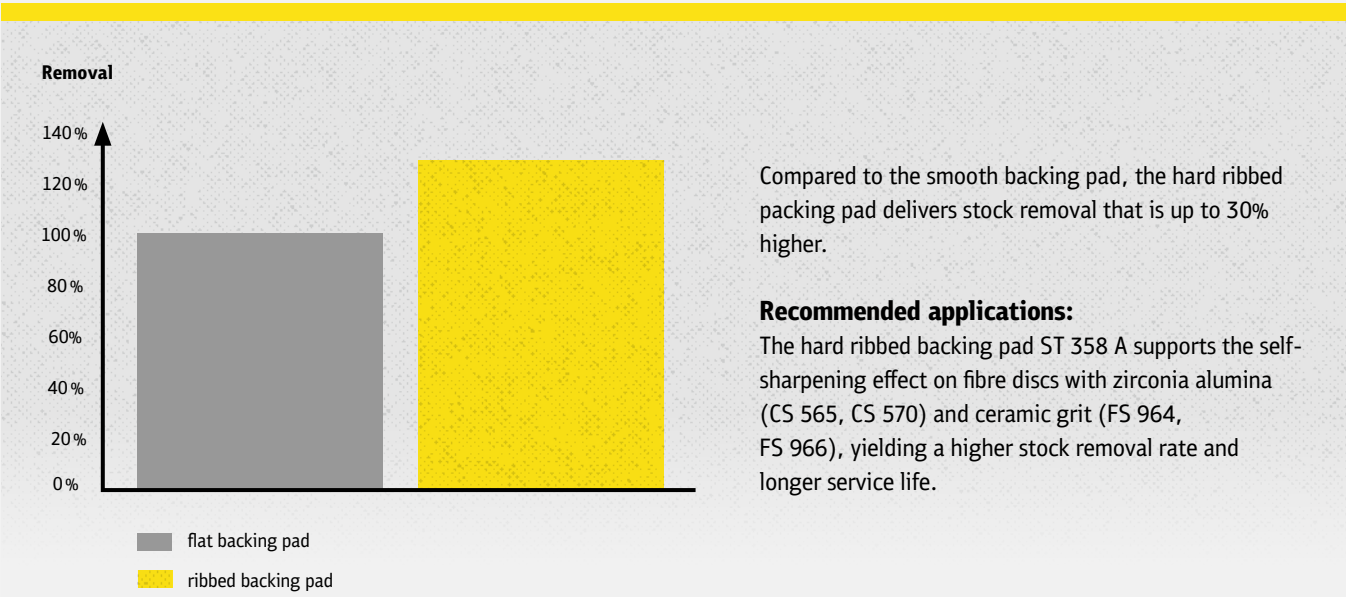 Removal
140 %
120 %
100 %
80 %
60%
40 %
20 %
0 %
flat backing pad
ribbed backing pad
Compared to the smooth backing pad, the hard ribbed
packing pad delivers stock removal that is up to 30%
higher.
Recommended applications:
The hard ribbed backing pad ST 358 A supports the self-
sharpening effect on fibre discs with zirconia alumina
(CS 565, CS 570) and ceramic grit (FS 964,
FS 966), yielding a higher stock removal rate and
longer service life.